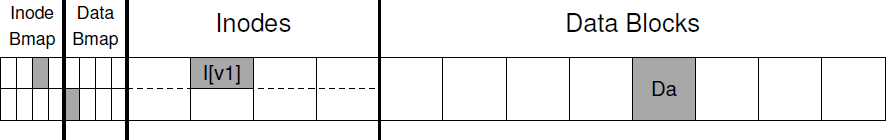 Inode
Bmap
Data
Bmap
Inodes
Data Blocks
I[v1]
Da